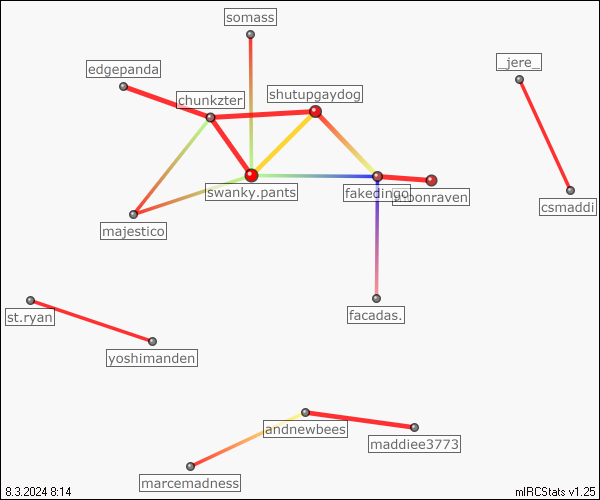 somass
_jere_
edgepanda
shutupgaydog
chunkzter
swanky.pants
fakedingo
bonraven
csmaddi
majestico
facadas.
st.ryan
yoshimanden
andnewbees
maddiee3773
marcemadness
8.3.2024 8:14
mIRCStats v1.25